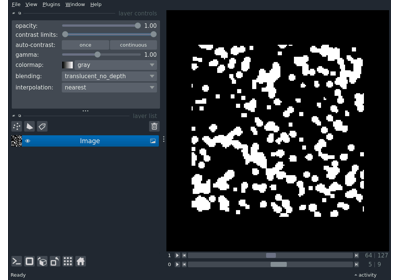 File View Plugins Window Help
layer controls
opacity: 1.00
contrast limits:
auto-contrast: once continuous
gamma: 1.00
colormap: gray
blending: translucent_no_depth
interpolation: nearest
layer list
Image
1 64 127
0 5 9
Ready activity